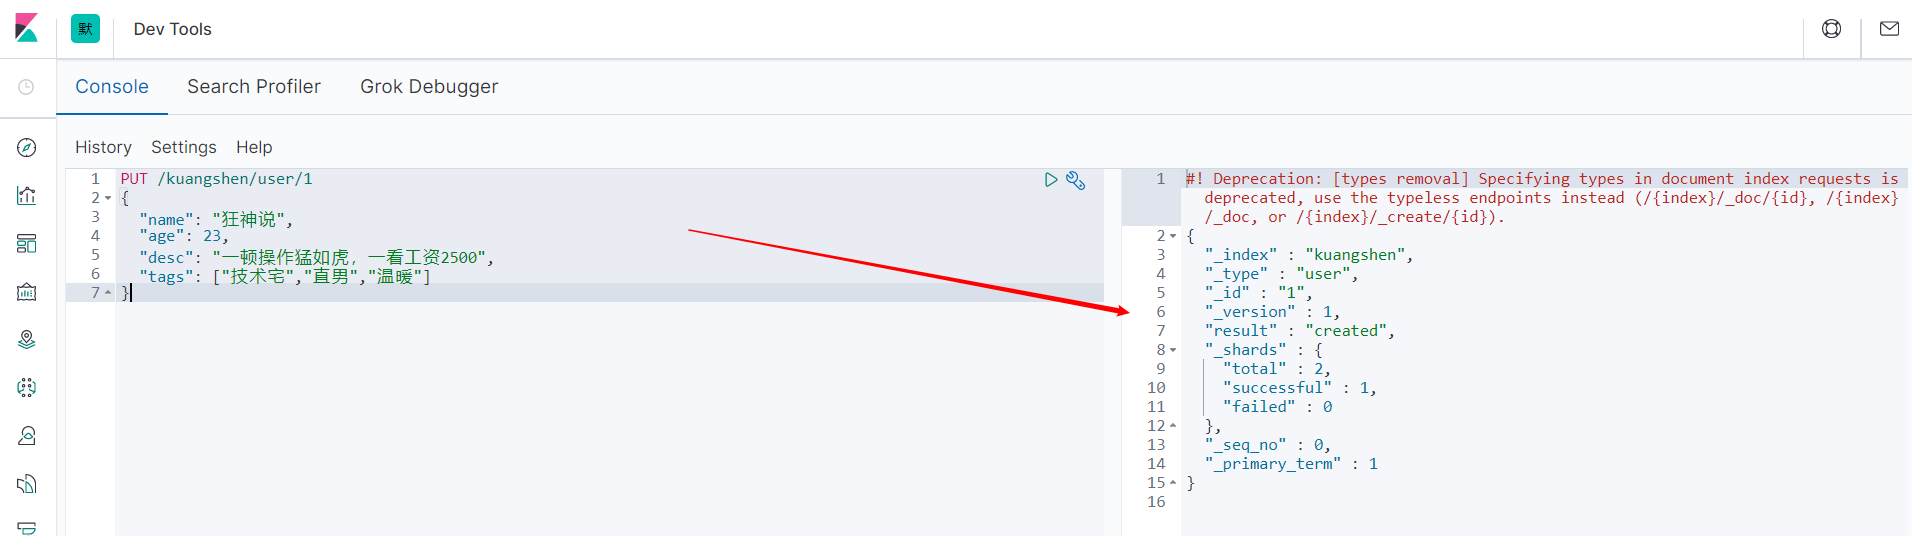 默 Dev Tools
Console Search Profiler Grok Debugger
History Settings Help
1 PUT /kuangshen/user/1
2 {
3 "name": "狂神说",
4 "age": 23,
5 "desc": "一顿操作猛如虎，一看工资2500",
6 "tags": ["技术宅","直男","温暖"]
7 }
1 #! Deprecation: [types removal] Specifying types in document index requests is
deprecated, use the typeless endpoints instead (/{index}/_doc/{id}, /{index}
/_doc, or /{index}/_create/{id}).
2 {
3 "_index" : "kuangshen",
4 "_type" : "user",
5 "_id" : "1",
6 "_version" : 1,
7 "result" : "created",
8 "_shards" : {
9 "total" : 2,
10 "successful" : 1,
11 "failed" : 0
12 },
13 "_seq_no" : 0,
14 "_primary_term" : 1
15 }
16